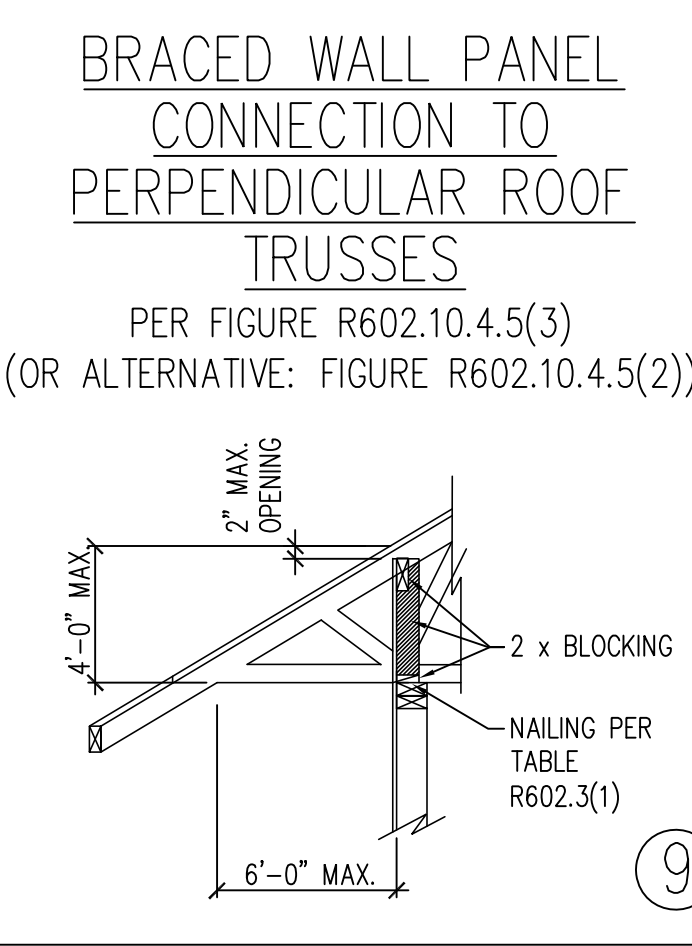 BRACED WALL PANEL
CONNECTION TO
PERPENDICULAR ROOF
TRUSSES
PER FIGURE R602.10.4.5(3)
(OR ALTERNATIVE: FIGURE R602.10.4.5(2))
2" MAX.
OPENING
4'-0" MAX.
2 x BLOCKING
NAILING PER
TABLE
R602.3(1)
6'-0" MAX.
9